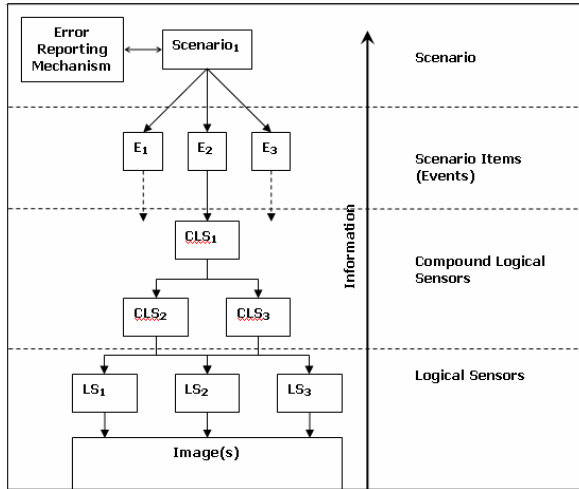 Error
Reporting
Mechanism
Scenario₁
Scenario
E₁
E₂
E₃
Scenario Items
(Events)
CLS₁
Information
Compound Logical
Sensors
CLS₂
CLS₃
Logical Sensors
LS₁
LS₂
LS₃
Image(s)